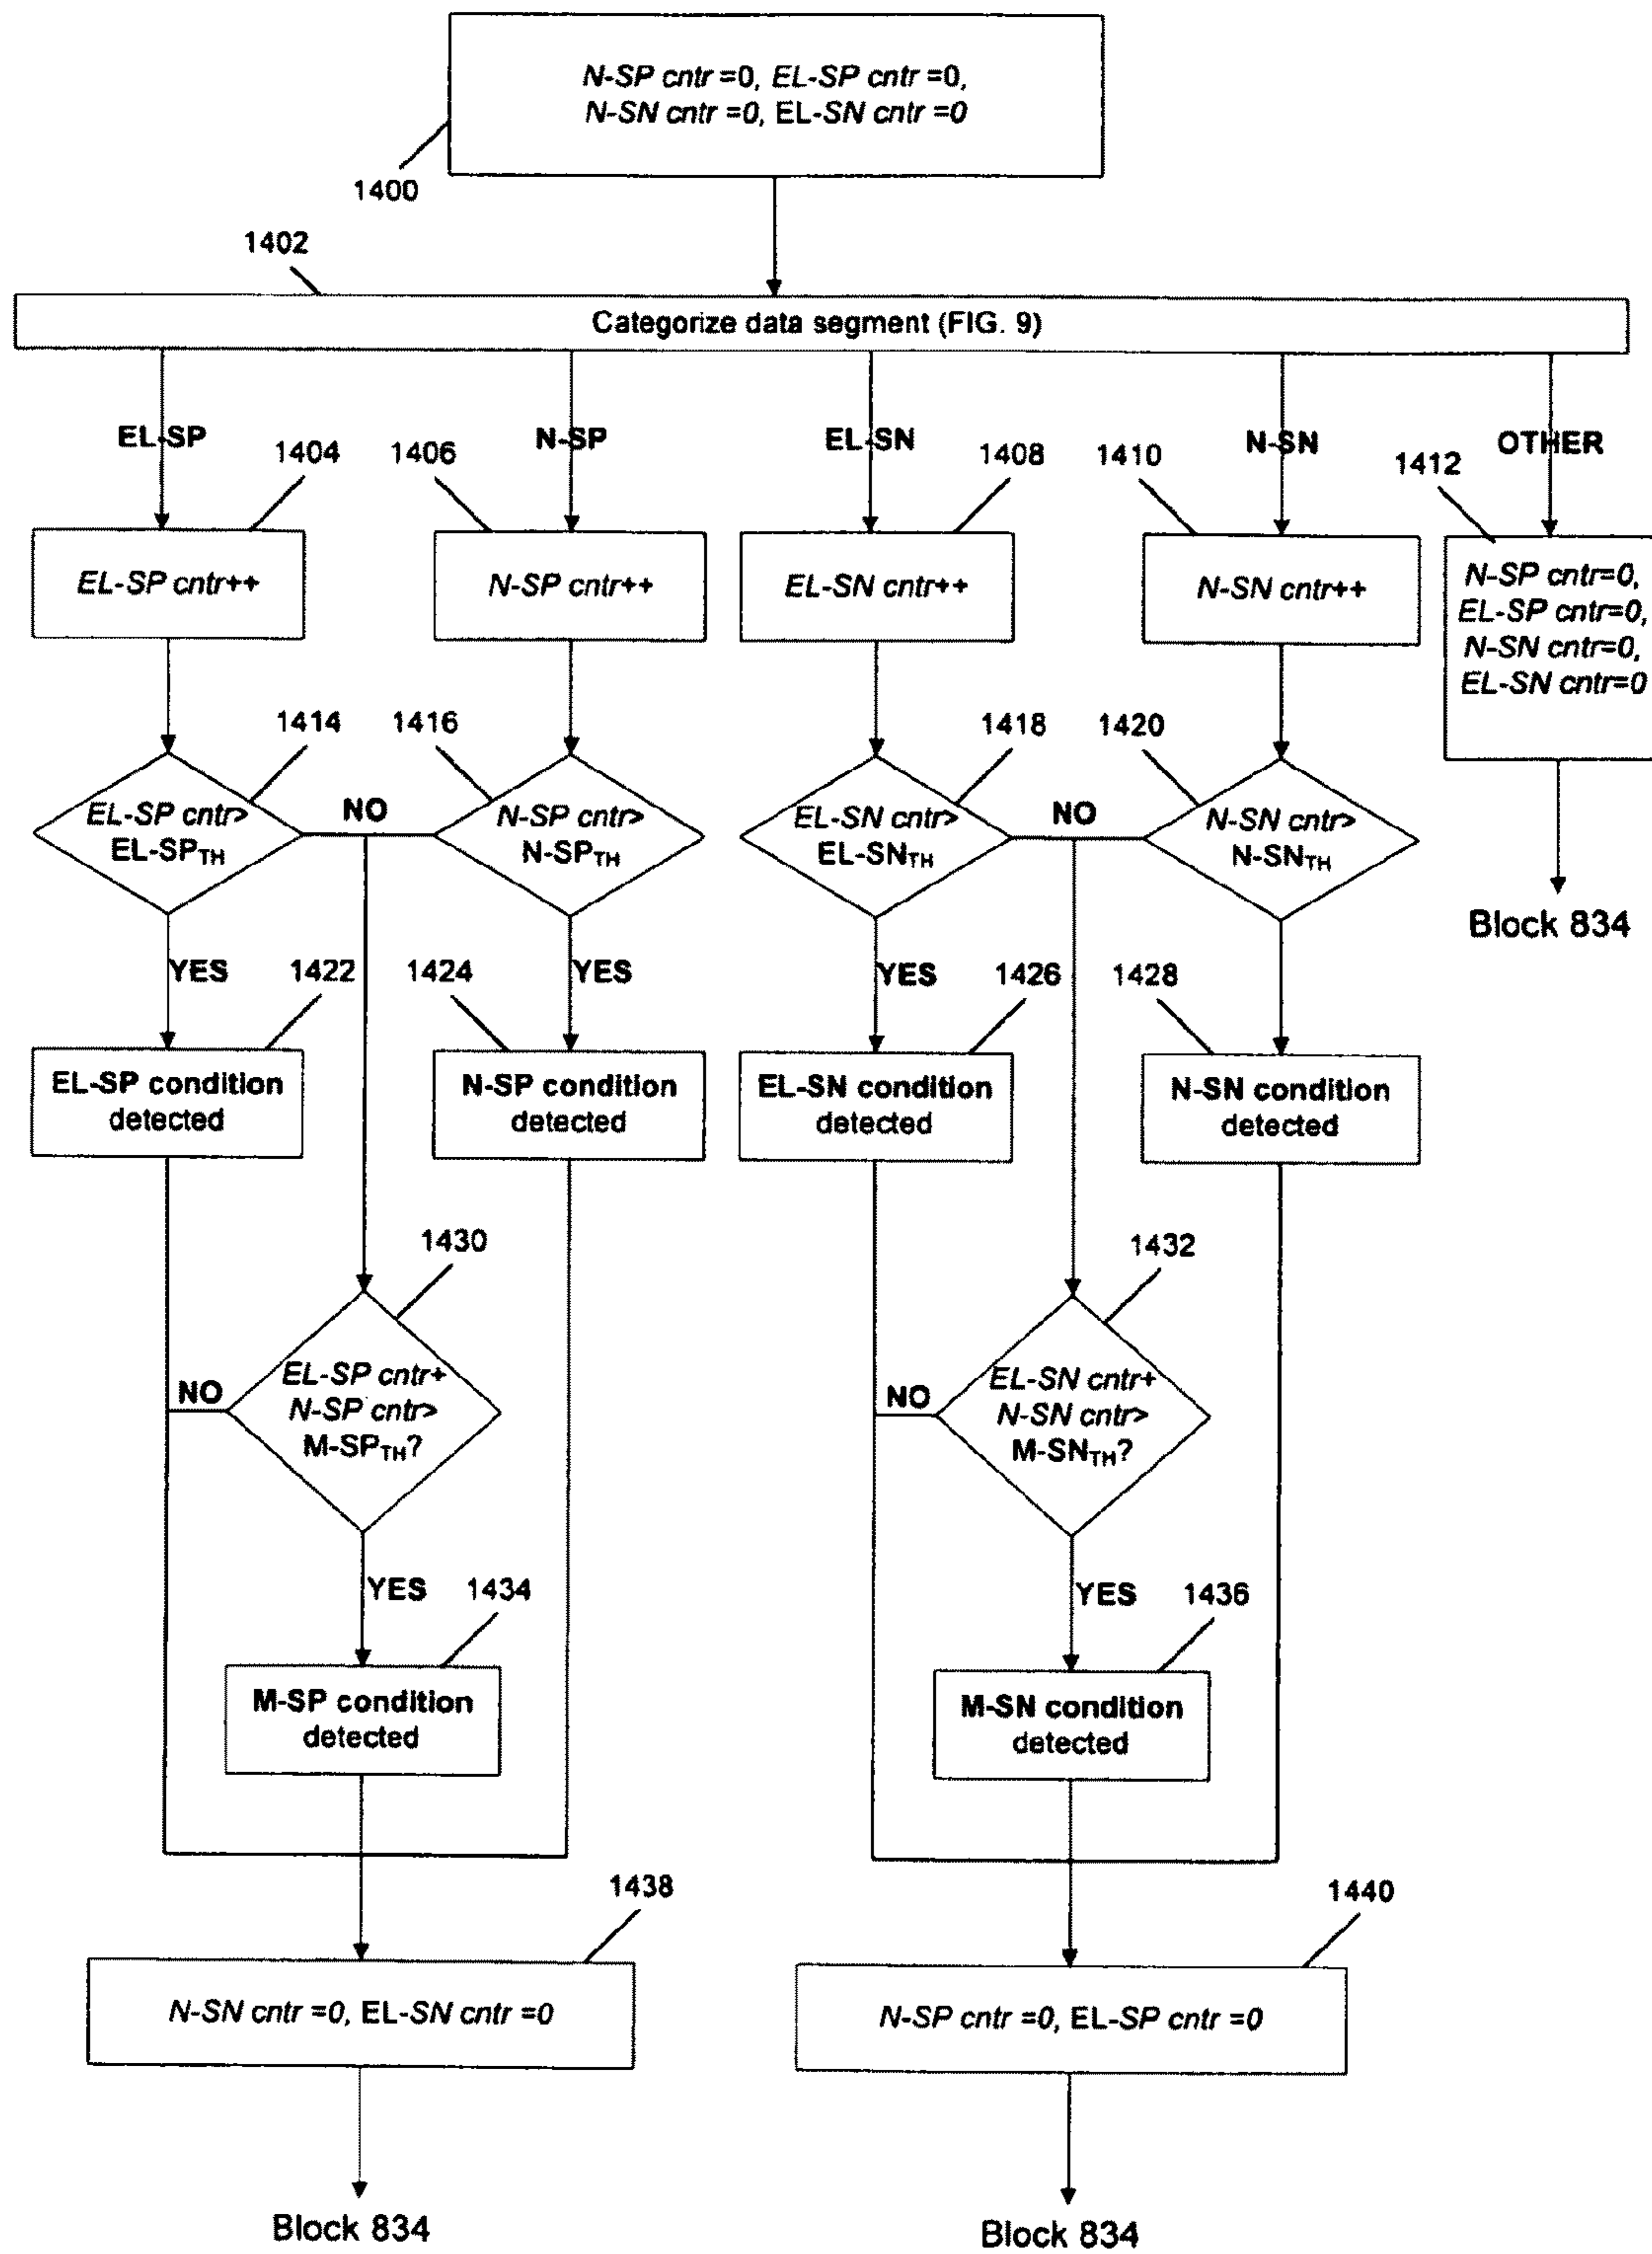 N-SP cntr =0, EL-SP cntr =0,
N-SN cntr =0, EL-SN cntr =0
1400
1402
Categorize data segment (FIG. 9)
EL-SP
N-SP
EL-SN
N-SN
OTHER
1404
1406
1408
1410
1412
EL-SP cntr++
N-SP cntr++
EL-SN cntr++
N-SN cntr++
N-SP cntr=0,
EL-SP cntr=0,
N-SN cntr=0,
EL-SN cntr=0
1414
1416
1418
1420
EL-SP cntr>
EL-SPTH
NO
N-SP cntr>
N-SPTH
EL-SN cntr>
EL-SNTH
NO
N-SN cntr>
N-SNTH
Block 834
YES
1422
1424
YES
YES
1426
1428
EL-SP condition
detected
N-SP condition
detected
EL-SN condition
detected
N-SN condition
detected
1430
1432
EL-SP cntr+
N-SP cntr>
M-SPTH?
NO
EL-SN cntr+
N-SN cntr>
M-SNTH?
NO
YES
1434
YES
1436
M-SP condition
detected
M-SN condition
detected
1438
1440
N-SN cntr =0, EL-SN cntr =0
N-SP cntr =0, EL-SP cntr =0
Block 834
Block 834